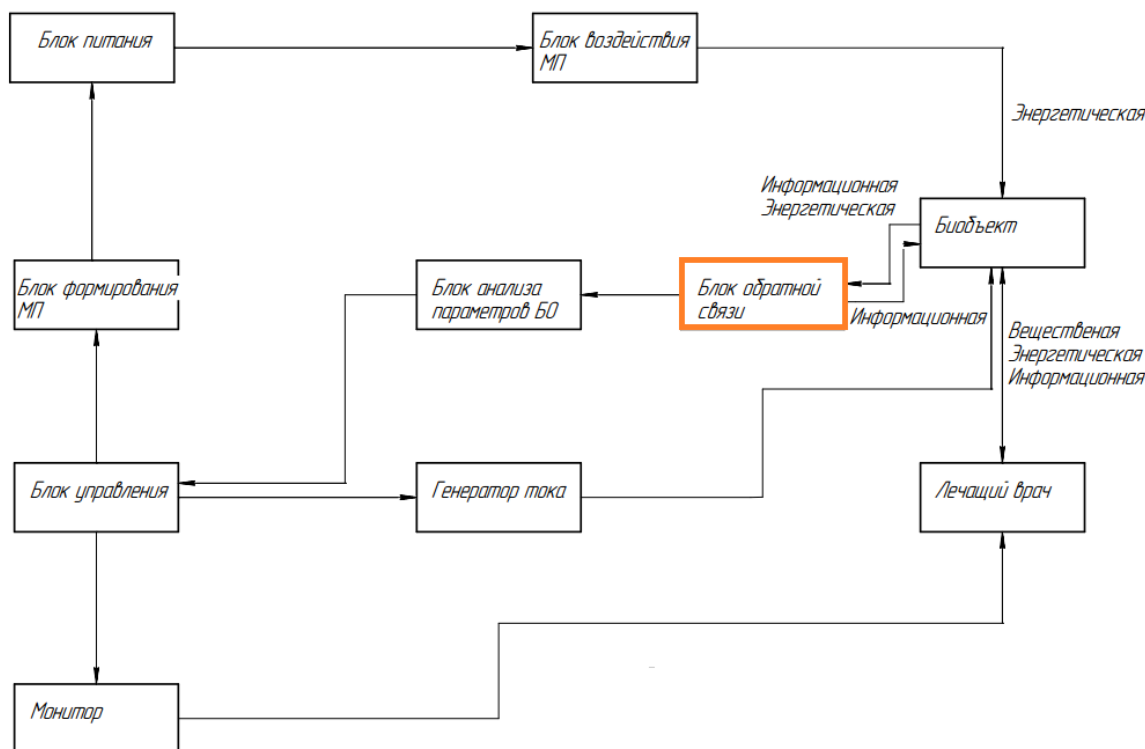 Блок питания
Блок воздействия
МП
Энергетическая
Информационная
Энергетическая
Биобъект
Блок формирования
МП
Блок анализа
параметров БО
Блок обратной
связи
Информационная
Вещественая
Энергетическая
Информационная
Блок управления
Генератор тока
Лечащий врач
Монитор